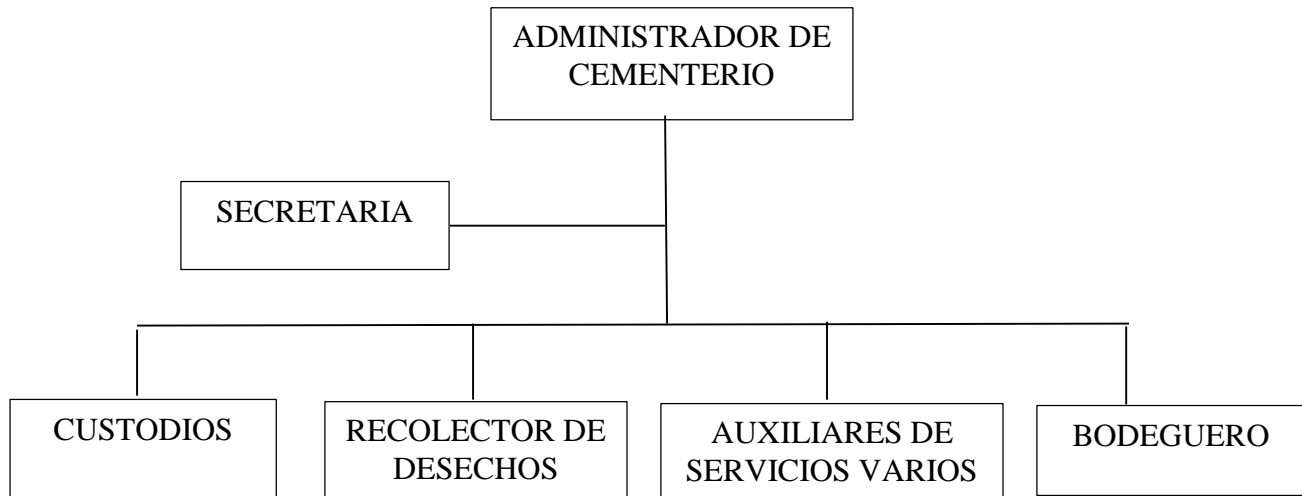 ADMINISTRADOR DE
CEMENTERIO
SECRETARIA
CUSTODIOS
RECOLECTOR DE
DESECHOS
AUXILIARES DE
SERVICIOS VARIOS
BODEGUERO